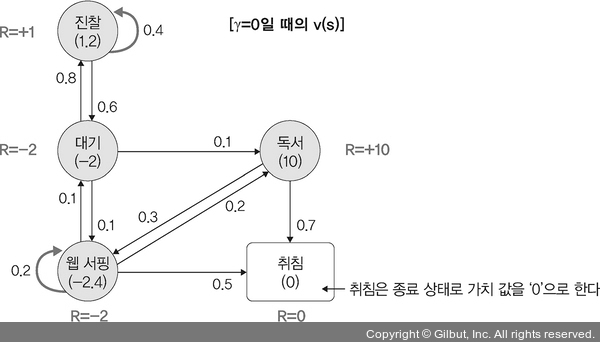 [γ=0일 때의 v(s)]
R=+1
진찰
(1.2)
0.4
0.8
0.6
R=-2
대기
(-2)
0.1
독서
(10)
R=+10
0.1
0.1
0.3
0.2
0.7
0.2
웹 서핑
(-2.4)
0.5
취침
(0)
취침은 종료 상태로 가치 값을 '0'으로 한다
R=-2
R=0
Copyright © Gilbut, Inc. All rights reserved.